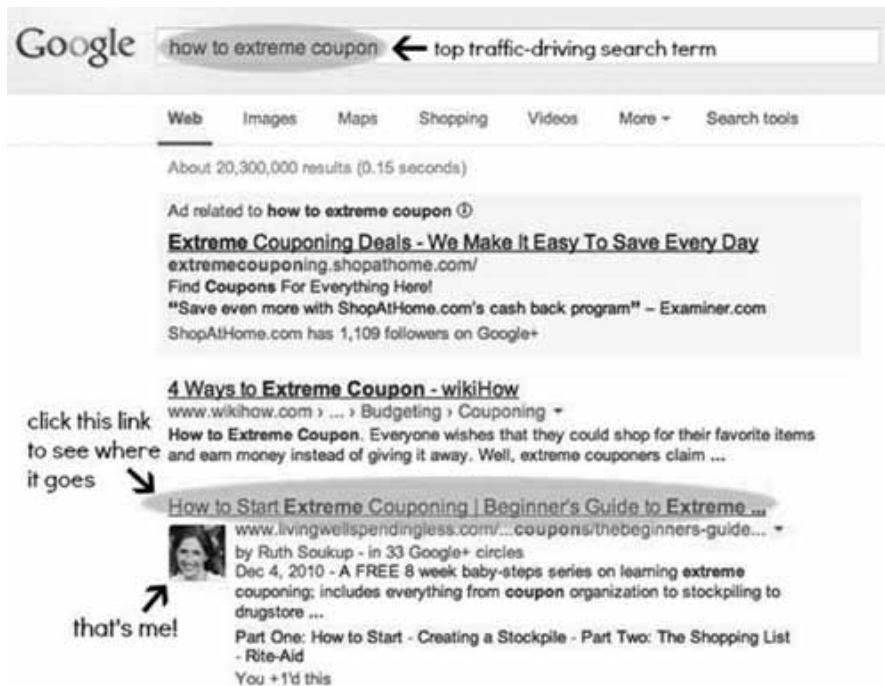 Google how to extreme coupon ← top traffic-driving search term
Web Images Maps Shopping Videos More Search tools
About 20,300,000 results (0.15 seconds)
Ad related to how to extreme coupon ⓘ
Extreme Couponing Deals - We Make It Easy To Save Every Day
extremecouponing.shopathome.com/
Find Coupons For Everything Here!
“Save even more with ShopAtHome.com's cash back program” – Examiner.com
ShopAtHome.com has 1,109 followers on Google+
4 Ways to Extreme Coupon - wikiHow
www.wikihow.com › ... › Budgeting › Couponing
How to Extreme Coupon. Everyone wishes that they could shop for their favorite items
and earn money instead of giving it away. Well, extreme couponers claim ...
click this link
to see where
it goes
How to Start Extreme Couponing | Beginner's Guide to Extreme ...
www.livingwellspendingless.com/...coupons/thebeginners-guide...
by Ruth Soukup - in 33 Google+ circles
Dec 4, 2010 - A FREE 8 week baby-steps series on learning extreme
couponing; includes everything from coupon organization to stockpiling to
drugstore ...
that's me!
Part One: How to Start - Creating a Stockpile - Part Two: The Shopping List
- Rite-Aid
You +1'd this